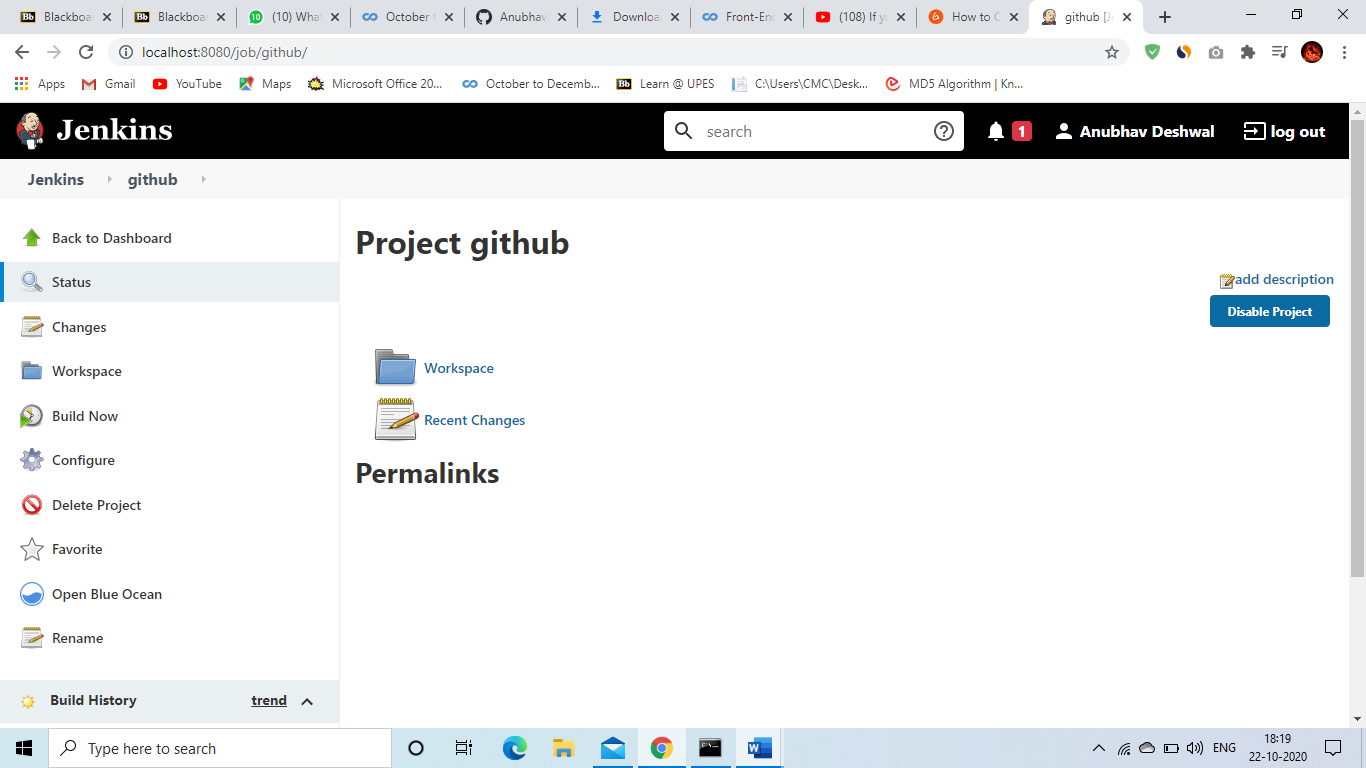 Blackboa
Blackboa
(10) What
October t
Anubhav
Downloa
Front-End
(108) If y
How to C
github [J
localhost:8080/job/github/
Apps
Gmail
YouTube
Maps
Microsoft Office 20...
October to Decemb...
Learn @ UPES
C:\Users\CMC\Desk...
MD5 Algorithm | Kn...
Jenkins
search
1
Anubhav Deshwal
log out
Jenkins
github
Back to Dashboard
Status
Changes
Workspace
Build Now
Configure
Delete Project
Favorite
Open Blue Ocean
Rename
Build History
trend
Project github
add description
Disable Project
Workspace
Recent Changes
Permalinks
Type here to search
ENG
18:19
22-10-2020